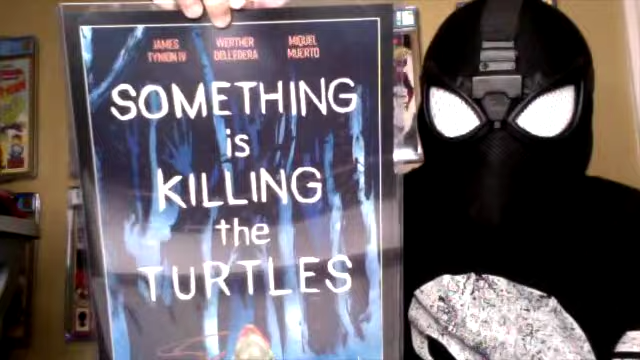 JAMES WERTHER MIGUEL
TYNION IV DELL'EDERA MUERTO
SOMETHING
is
KILLING
the
TURTLES